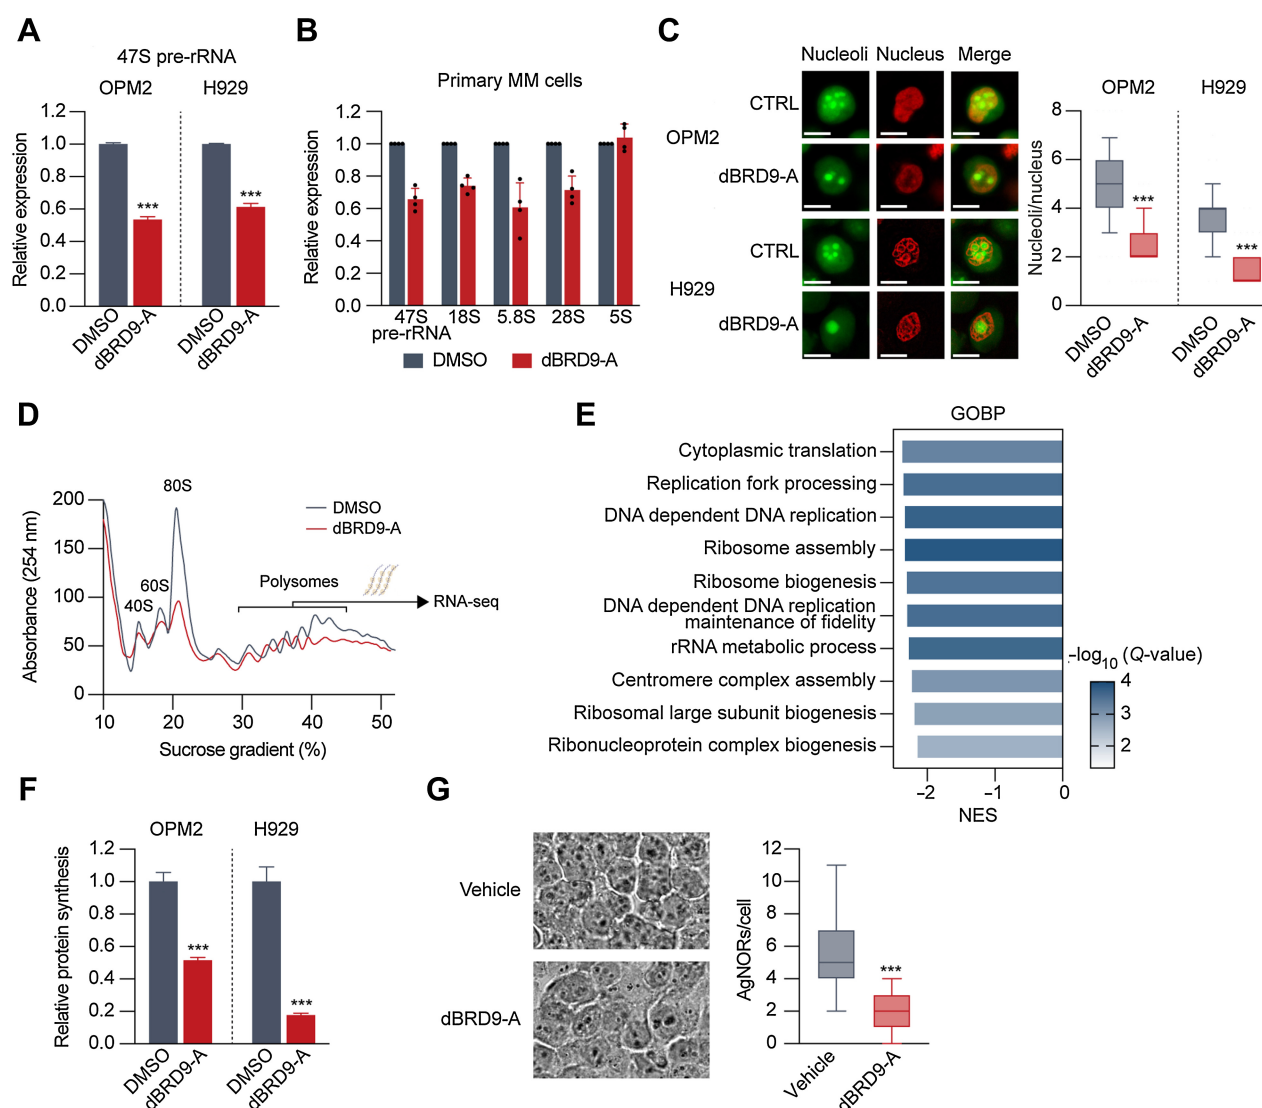 A
47S pre-rRNA
OPM2
H929
Relative expression
1.2
1.0
0.8
0.6
0.4
0.2
0.0
***
***
DMSO
dBRD9-A
DMSO
dBRD9-A
B
Primary MM cells
Relative expression
1.2
1.0
0.8
0.6
0.4
0.2
0.0
47S
pre-rRNA
18S
5.8S
28S
5S
DMSO
dBRD9-A
C
Nucleoli
Nucleus
Merge
OPM2
CTRL
dBRD9-A
H929
CTRL
dBRD9-A
OPM2
H929
Nucleoli/nucleus
8
6
4
2
0
***
***
DMSO
dBRD9-A
DMSO
dBRD9-A
D
Absorbance (254 nm)
200
150
100
50
0
40S
60S
80S
DMSO
dBRD9-A
Polysomes
RNA-seq
10
20
30
40
50
Sucrose gradient (%)
E
GOBP
Cytoplasmic translation
Replication fork processing
DNA dependent DNA replication
Ribosome assembly
Ribosome biogenesis
DNA dependent DNA replication
maintenance of fidelity
rRNA metabolic process
Centromere complex assembly
Ribosomal large subunit biogenesis
Ribonucleoprotein complex biogenesis
−2
−1
0
NES
−log10 (Q-value)
4
3
2
F
OPM2
H929
Relative protein synthesis
1.2
1.0
0.8
0.6
0.4
0.2
0.0
***
***
DMSO
dBRD9-A
DMSO
dBRD9-A
G
Vehicle
dBRD9-A
AgNORs/cell
12
10
8
6
4
2
0
***
Vehicle
dBRD9-A